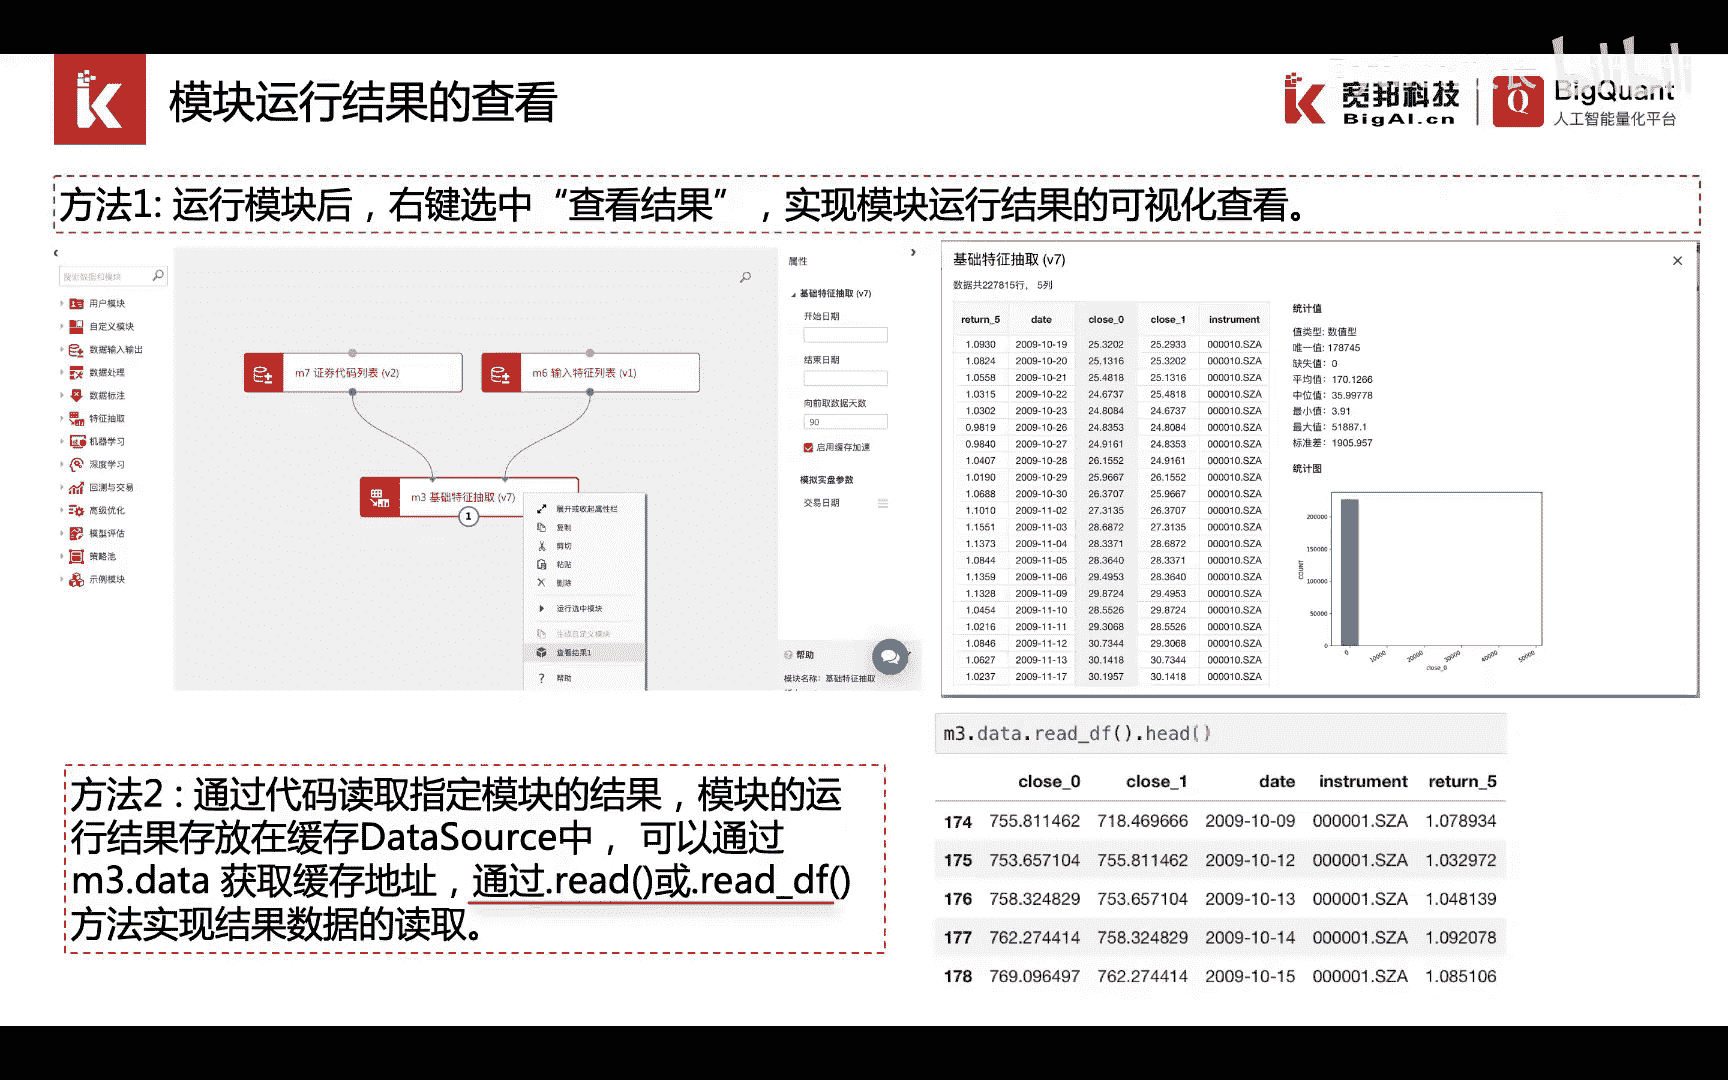 模块运行结果的查看
宽邦科技
BigAI.cn
BigQuant
人工智能量化平台
bilibili
方法1: 运行模块后，右键选中“查看结果”，实现模块运行结果的可视化查看。
搜索数据和模块
用户模块
自定义模块
数据输入输出
数据处理
数据标注
特征抽取
机器学习
深度学习
回测与交易
高级优化
模型评估
策略池
示例模块
m7 证券代码列表 (v2)
m6 输入特征列表 (v1)
m3 基础特征抽取 (v7)
1
展开或收起属性栏
复制
剪切
粘贴
删除
运行选中模块
生成自定义模块
查看结果1
帮助
属性
基础特征抽取 (v7)
开始日期
结束日期
向前取数据天数
90
启用缓存加速
模拟实盘参数
交易日期
帮助
模块名称：基础特征抽取
基础特征抽取 (v7)
数据共227815行， 5列
return_5 date close_0 close_1 instrument
1.0930 2009-10-19 25.3202 25.2933 000010.SZA
1.0824 2009-10-20 25.1316 25.3202 000010.SZA
1.0558 2009-10-21 25.4818 25.1316 000010.SZA
1.0315 2009-10-22 24.6737 25.4818 000010.SZA
1.0302 2009-10-23 24.8084 24.6737 000010.SZA
0.9819 2009-10-26 24.8353 24.8084 000010.SZA
0.9840 2009-10-27 24.9161 24.8353 000010.SZA
1.0407 2009-10-28 26.1552 24.9161 000010.SZA
1.0190 2009-10-29 25.9667 26.1552 000010.SZA
1.0688 2009-10-30 26.3707 25.9667 000010.SZA
1.1010 2009-11-02 27.3135 26.3707 000010.SZA
1.1551 2009-11-03 28.6872 27.3135 000010.SZA
1.1373 2009-11-04 28.3371 28.6872 000010.SZA
1.0844 2009-11-05 28.3640 28.3371 000010.SZA
1.1359 2009-11-06 29.4953 28.3640 000010.SZA
1.1328 2009-11-09 29.8724 29.4953 000010.SZA
1.0454 2009-11-10 28.5526 29.8724 000010.SZA
1.0216 2009-11-11 29.3068 28.5526 000010.SZA
1.0846 2009-11-12 30.7344 29.3068 000010.SZA
1.0627 2009-11-13 30.1418 30.7344 000010.SZA
1.0237 2009-11-17 30.1957 30.1418 000010.SZA
统计值
值类型: 数值型
唯一值: 178745
缺失值: 0
平均值: 170.1266
中位值: 35.99778
最小值: 3.91
最大值: 51887.1
标准差: 1905.957
统计图
200000
150000
100000
50000
0
COUNT
0 10000 20000 30000 40000 50000
close_0
m3.data.read_df().head()
close_0 close_1 date instrument return_5
174 755.811462 718.469666 2009-10-09 000001.SZA 1.078934
175 753.657104 755.811462 2009-10-12 000001.SZA 1.032972
176 758.324829 753.657104 2009-10-13 000001.SZA 1.048139
177 762.274414 758.324829 2009-10-14 000001.SZA 1.092078
178 769.096497 762.274414 2009-10-15 000001.SZA 1.085106
方法2：通过代码读取指定模块的结果，模块的运
行结果存放在缓存DataSource中， 可以通过
m3.data 获取缓存地址，通过.read()或.read_df()
方法实现结果数据的读取。